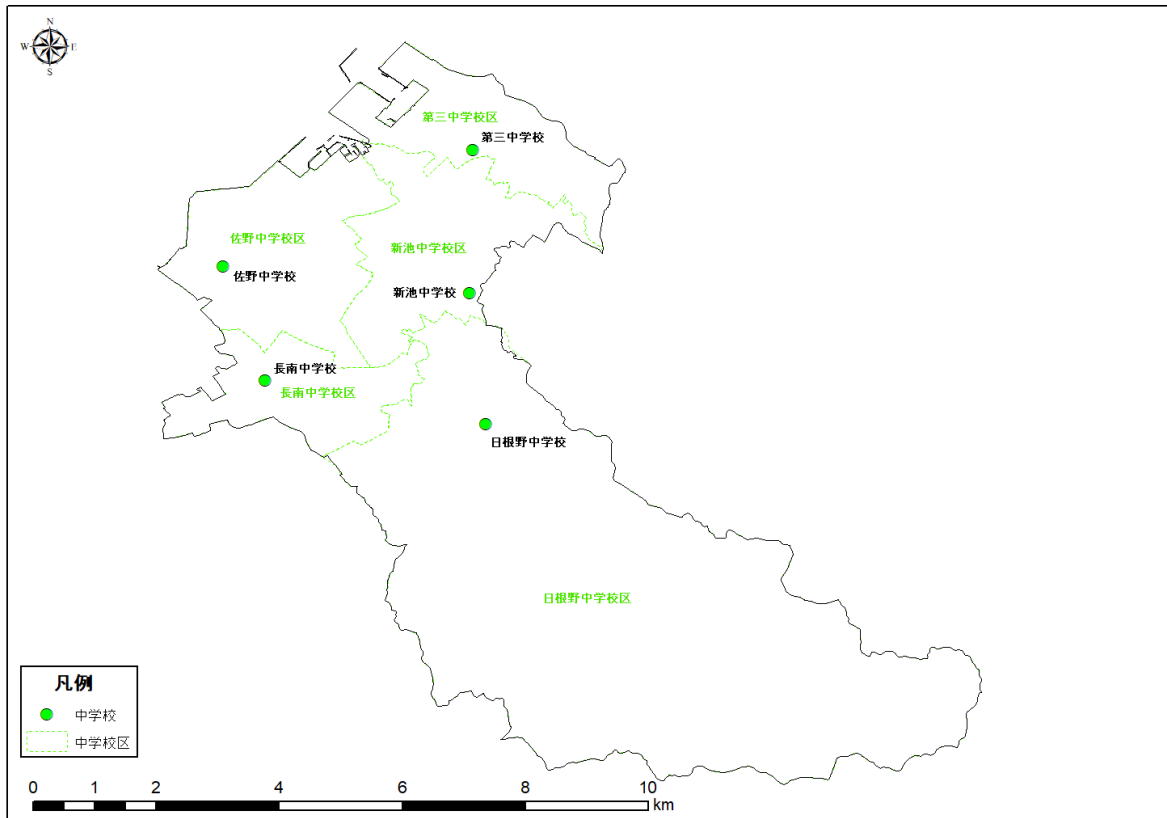 N
W E
S
第三中学校区
第三中学校
佐野中学校区
新池中学校区
佐野中学校
新池中学校
長南中学校
長南中学校区
日根野中学校
日根野中学校区
凡例
中学校
中学校区
0 1 2 4 6 8 10
km